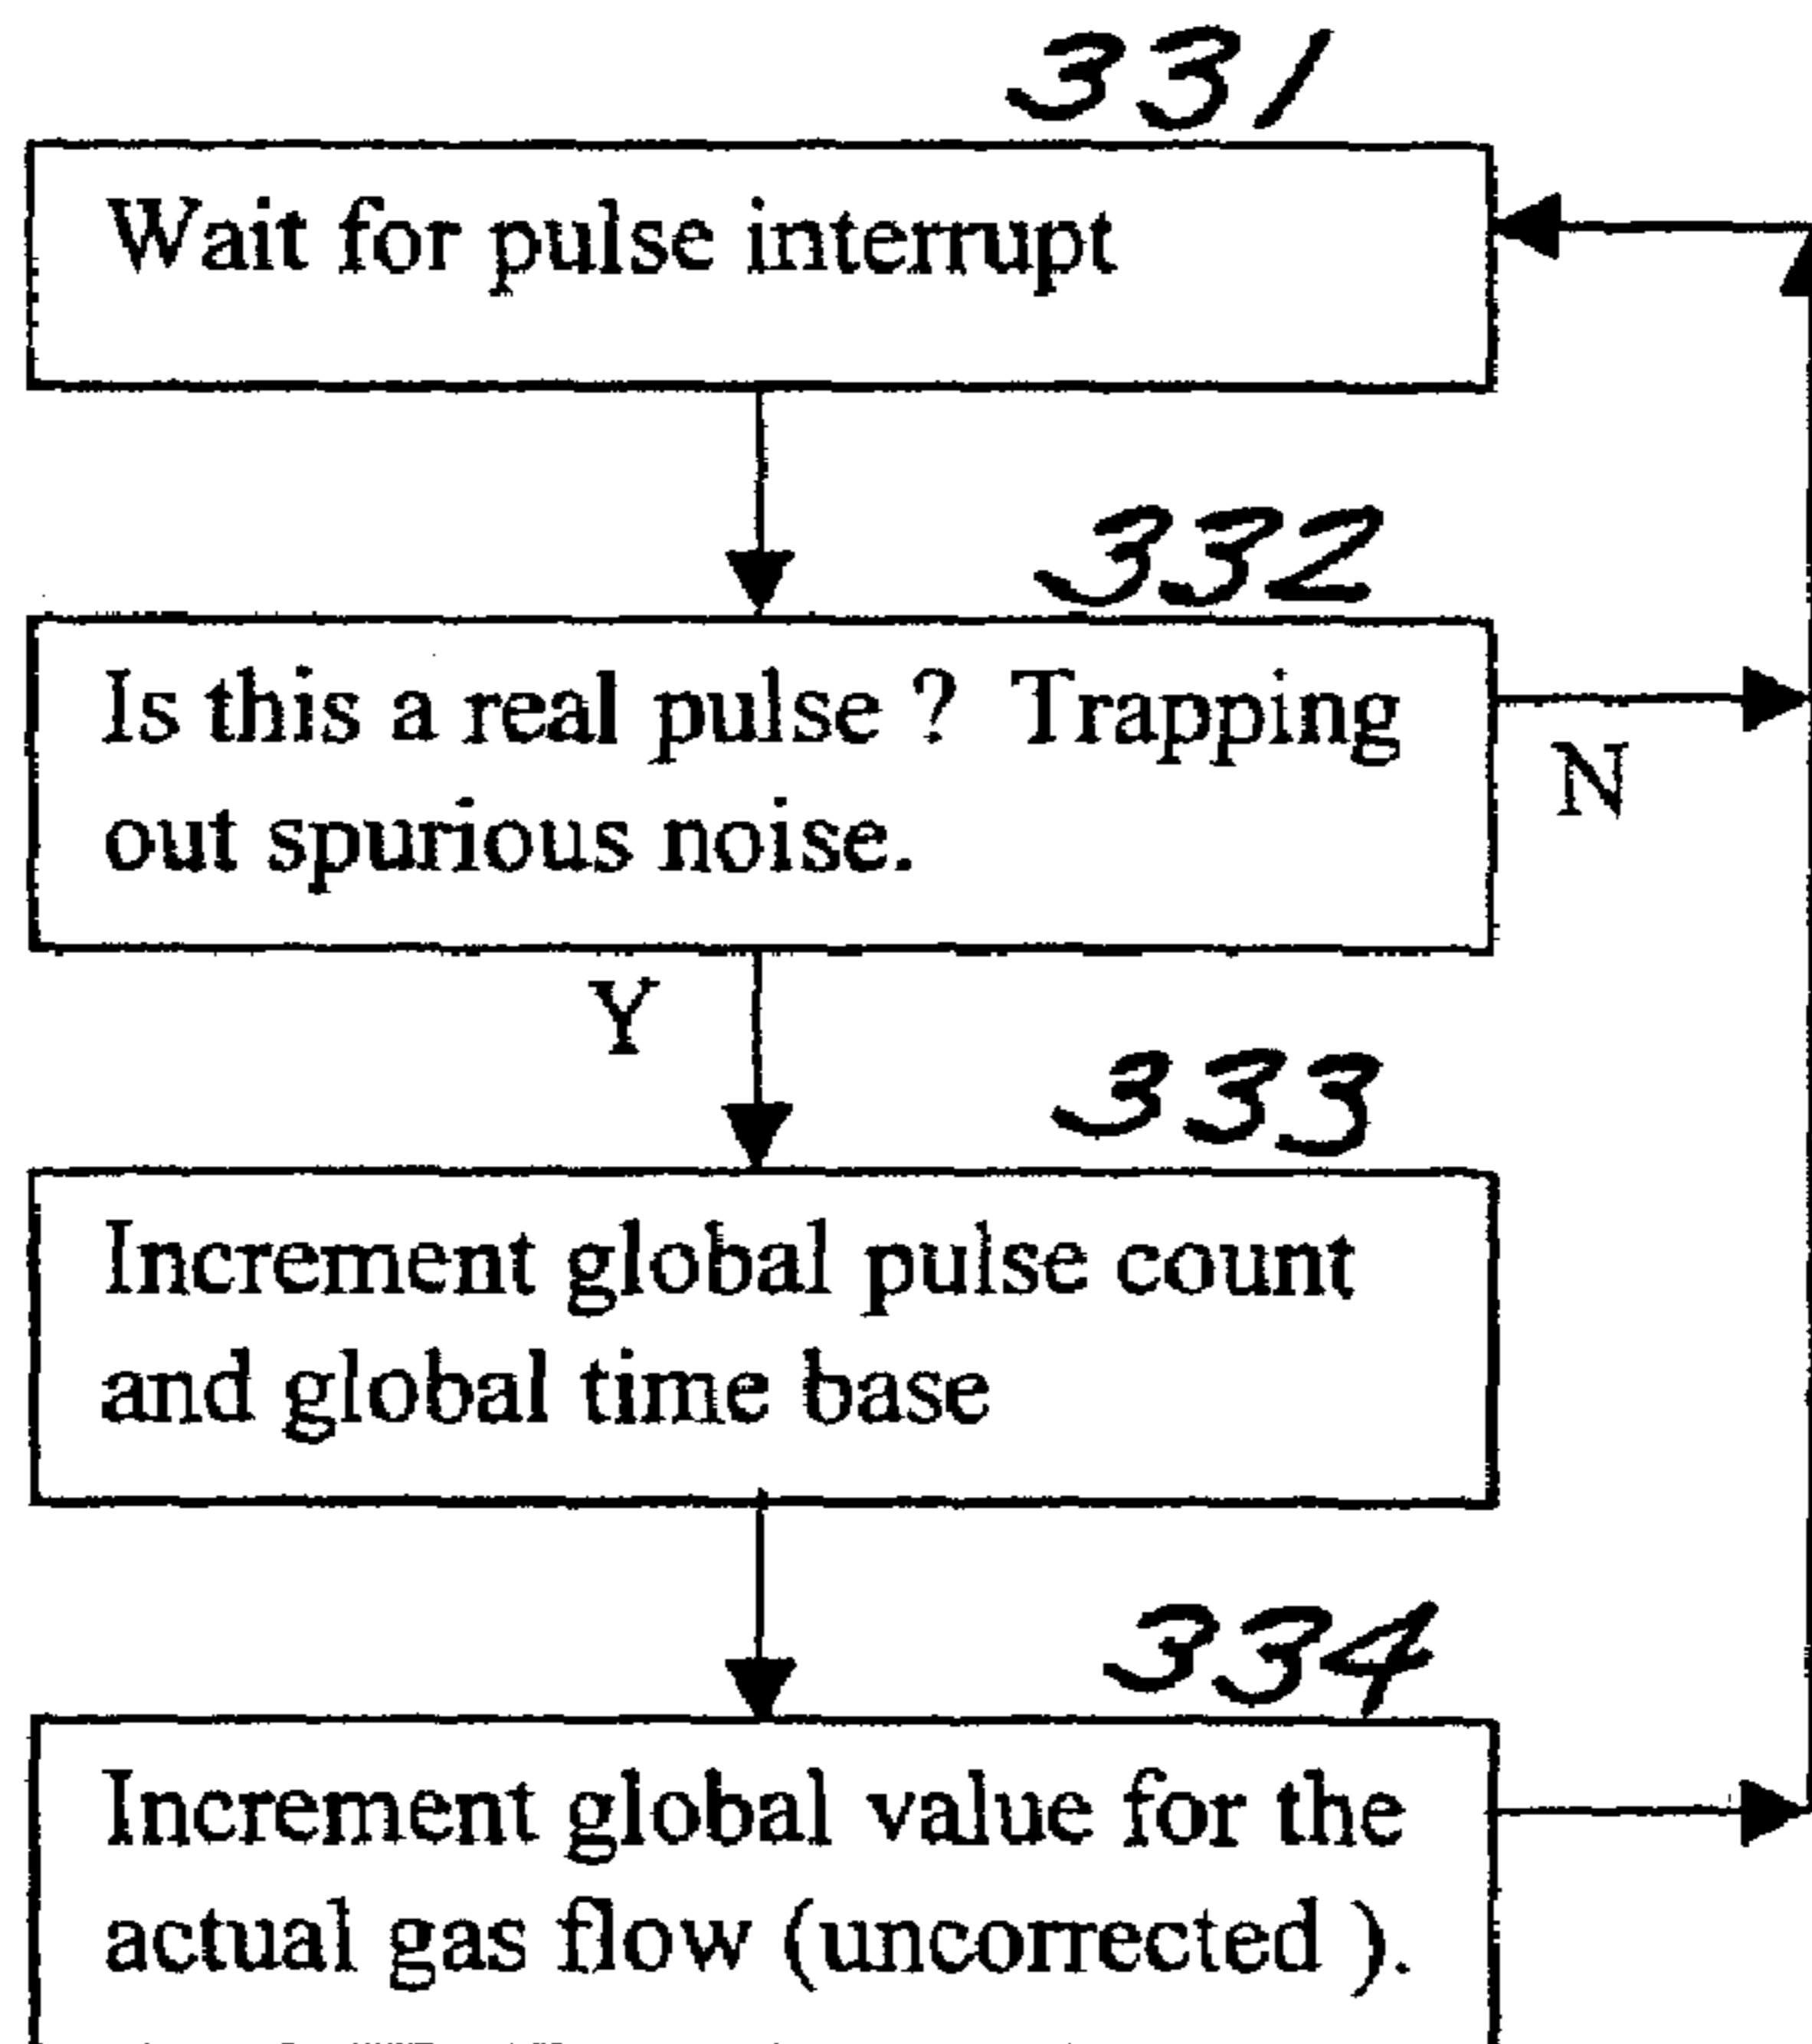 331
Wait for pulse interrupt
332
Is this a real pulse ? Trapping
out spurious noise.
N
Y
333
Increment global pulse count
and global time base
334
Increment global value for the
actual gas flow (uncorrected ).